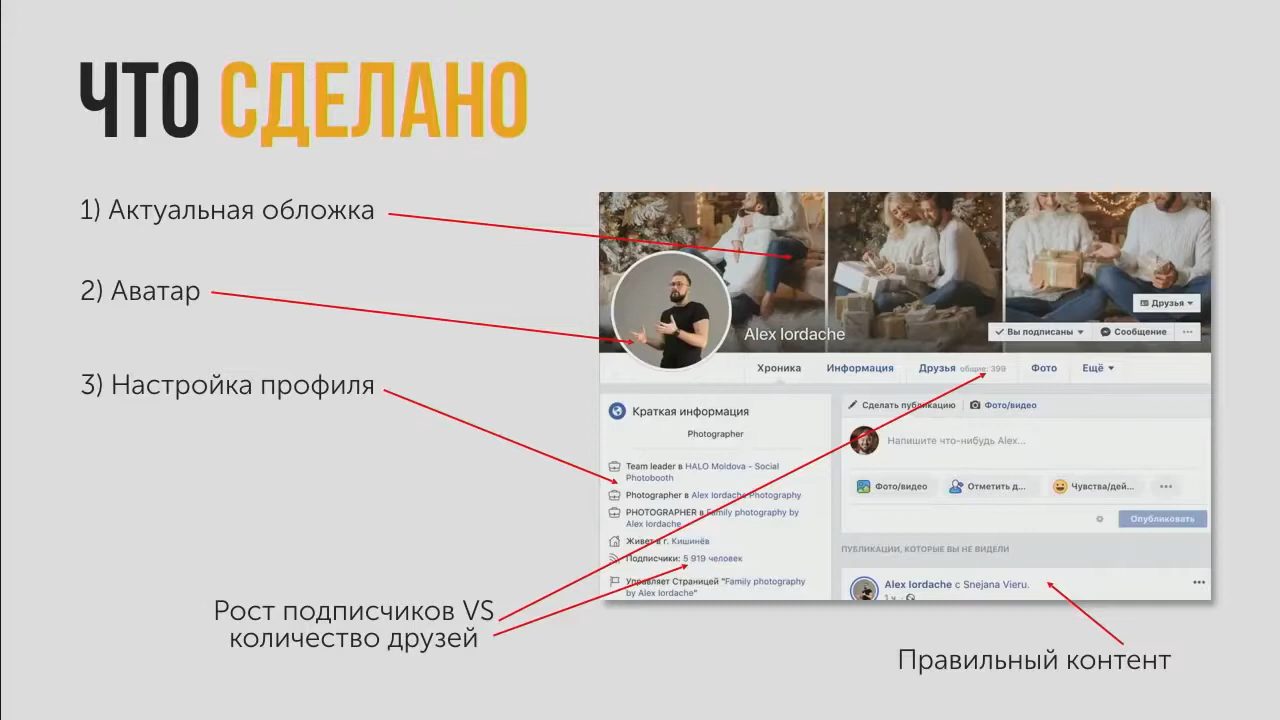 ЧТО СДЕЛАНО
1) Актуальная обложка
2) Аватар
3) Настройка профиля
Рост подписчиков VS
количество друзей
Друзья
Alex Iordache
Вы подписаны
Сообщение
Хроника Информация Друзья общие: 399 Фото Ещё
Краткая информация
Photographer
Team leader в HALO Moldova - Social
Photobooth
Photographer в Alex Iordache Photography
PHOTOGRAPHER в Family photography by
Alex Iordache
Живет в г. Кишинёв
Подписчики: 5 919 человек
Управляет Страницей "Family photography
by Alex Iordache"
Сделать публикацию Фото/видео
Напишите что-нибудь Alex...
Фото/видео Отметить д... Чувства/дей...
Опубликовать
ПУБЛИКАЦИИ, КОТОРЫЕ ВЫ НЕ ВИДЕЛИ
Alex Iordache с Snejana Vieru.
1 ч.
Правильный контент